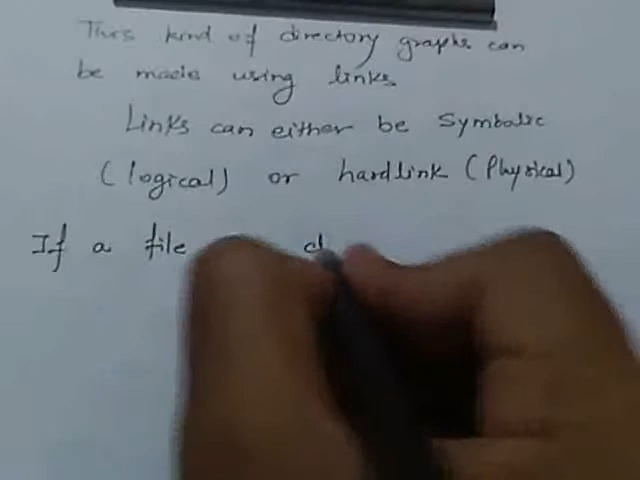 This kind of directory graphs can
be made using links
Links can either be Symbolic
(logical) or hardlink (Physical)
If a file d